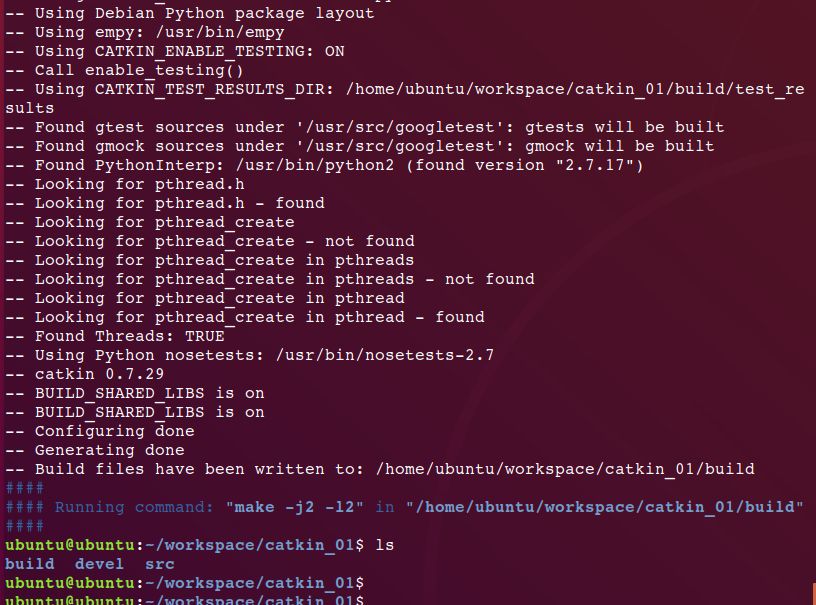 -- Using Debian Python package layout
-- Using empy: /usr/bin/empy
-- Using CATKIN_ENABLE_TESTING: ON
-- Call enable_testing()
-- Using CATKIN_TEST_RESULTS_DIR: /home/ubuntu/workspace/catkin_01/build/test_re
sults
-- Found gtest sources under '/usr/src/googletest': gtests will be built
-- Found gmock sources under '/usr/src/googletest': gmock will be built
-- Found PythonInterp: /usr/bin/python2 (found version "2.7.17")
-- Looking for pthread.h
-- Looking for pthread.h - found
-- Looking for pthread_create
-- Looking for pthread_create - not found
-- Looking for pthread_create in pthreads
-- Looking for pthread_create in pthreads - not found
-- Looking for pthread_create in pthread
-- Looking for pthread_create in pthread - found
-- Found Threads: TRUE
-- Using Python nosetests: /usr/bin/nosetests-2.7
-- catkin 0.7.29
-- BUILD_SHARED_LIBS is on
-- BUILD_SHARED_LIBS is on
-- Configuring done
-- Generating done
-- Build files have been written to: /home/ubuntu/workspace/catkin_01/build
####
#### Running command: "make -j2 -l2" in "/home/ubuntu/workspace/catkin_01/build"
####
ubuntu@ubuntu:~/workspace/catkin_01$ ls
build  devel  src
ubuntu@ubuntu:~/workspace/catkin_01$
ubuntu@ubuntu:~/workspace/catkin_01$